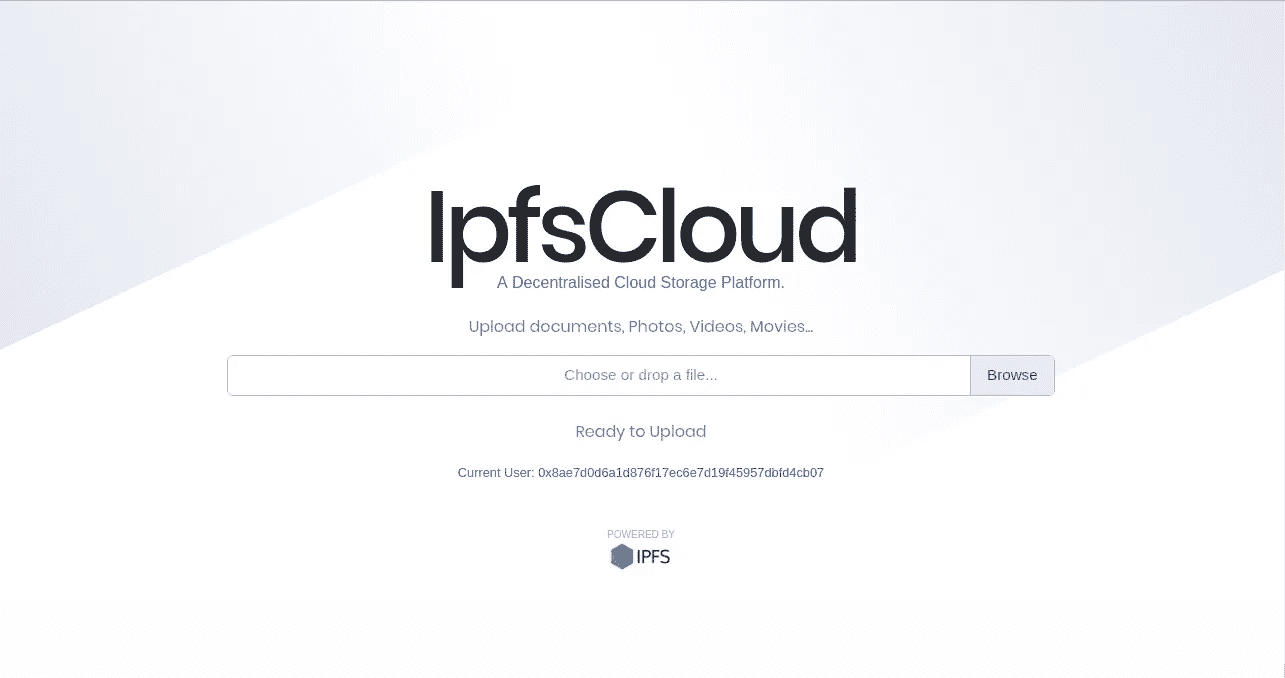 IpfsCloud
A Decentralised Cloud Storage Platform.
Upload documents, Photos, Videos, Movies...
Choose or drop a file...
Browse
Ready to Upload
Current User: 0x8ae7d0d6a1d876f17ec6e7d19f45957dbfd4cb07
POWERED BY
IPFS